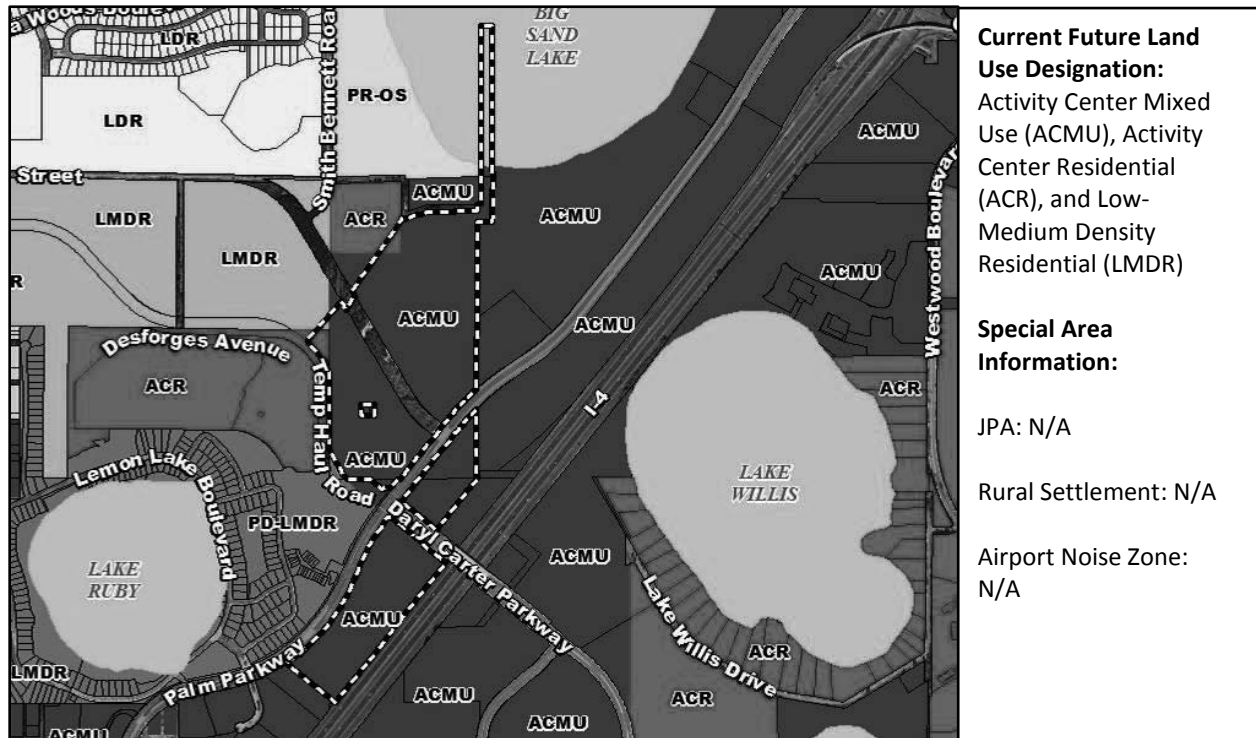 a Woods Boulevard
LDR
BIG
SAND
LAKE
Smith Bennett Road
PR-OS
LDR
ACMU
Street
ACMU
ACR
ACMU
LMDR
LMDR
ACMU
Westwood Boulevar
R
ACMU
ACMU
Desforges Avenue
ACR
Temp Haul Road
ACR
I-4
ACMU
Lemon Lake Boulevard
LAKE
WILLIS
PD-LMDR
Daryl Carter Parkway
LAKE
RUBY
ACMU
ACMU
Lake Willis Drive
ACR
LMDR
Palm Parkway
ACMU
ACR
ACMU
ACMU
Current Future Land
Use Designation:
Activity Center Mixed
Use (ACMU), Activity
Center Residential
(ACR), and Low-
Medium Density
Residential (LMDR)
Special Area
Information:
JPA: N/A
Rural Settlement: N/A
Airport Noise Zone:
N/A